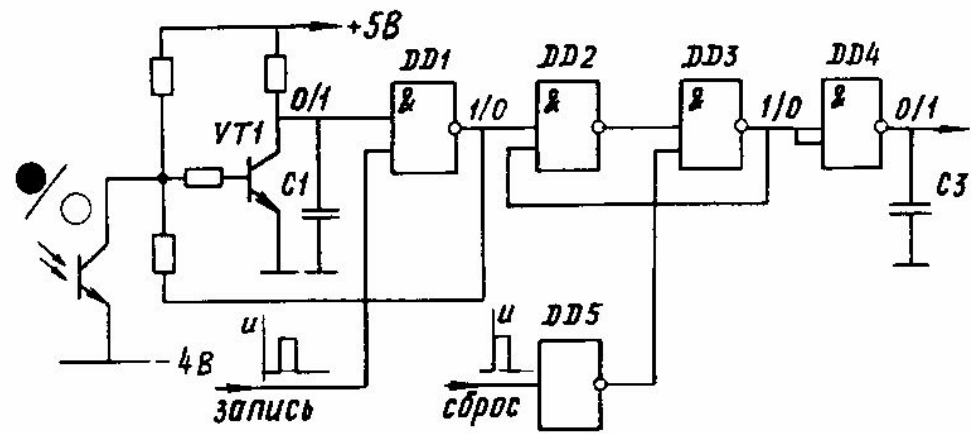 +5В
DD1
DD2
DD3
DD4
0/1
&
1/0
&
&
1/0
&
0/1
VT1
C1
C3
u
u
DD5
-4В
запись
сброс